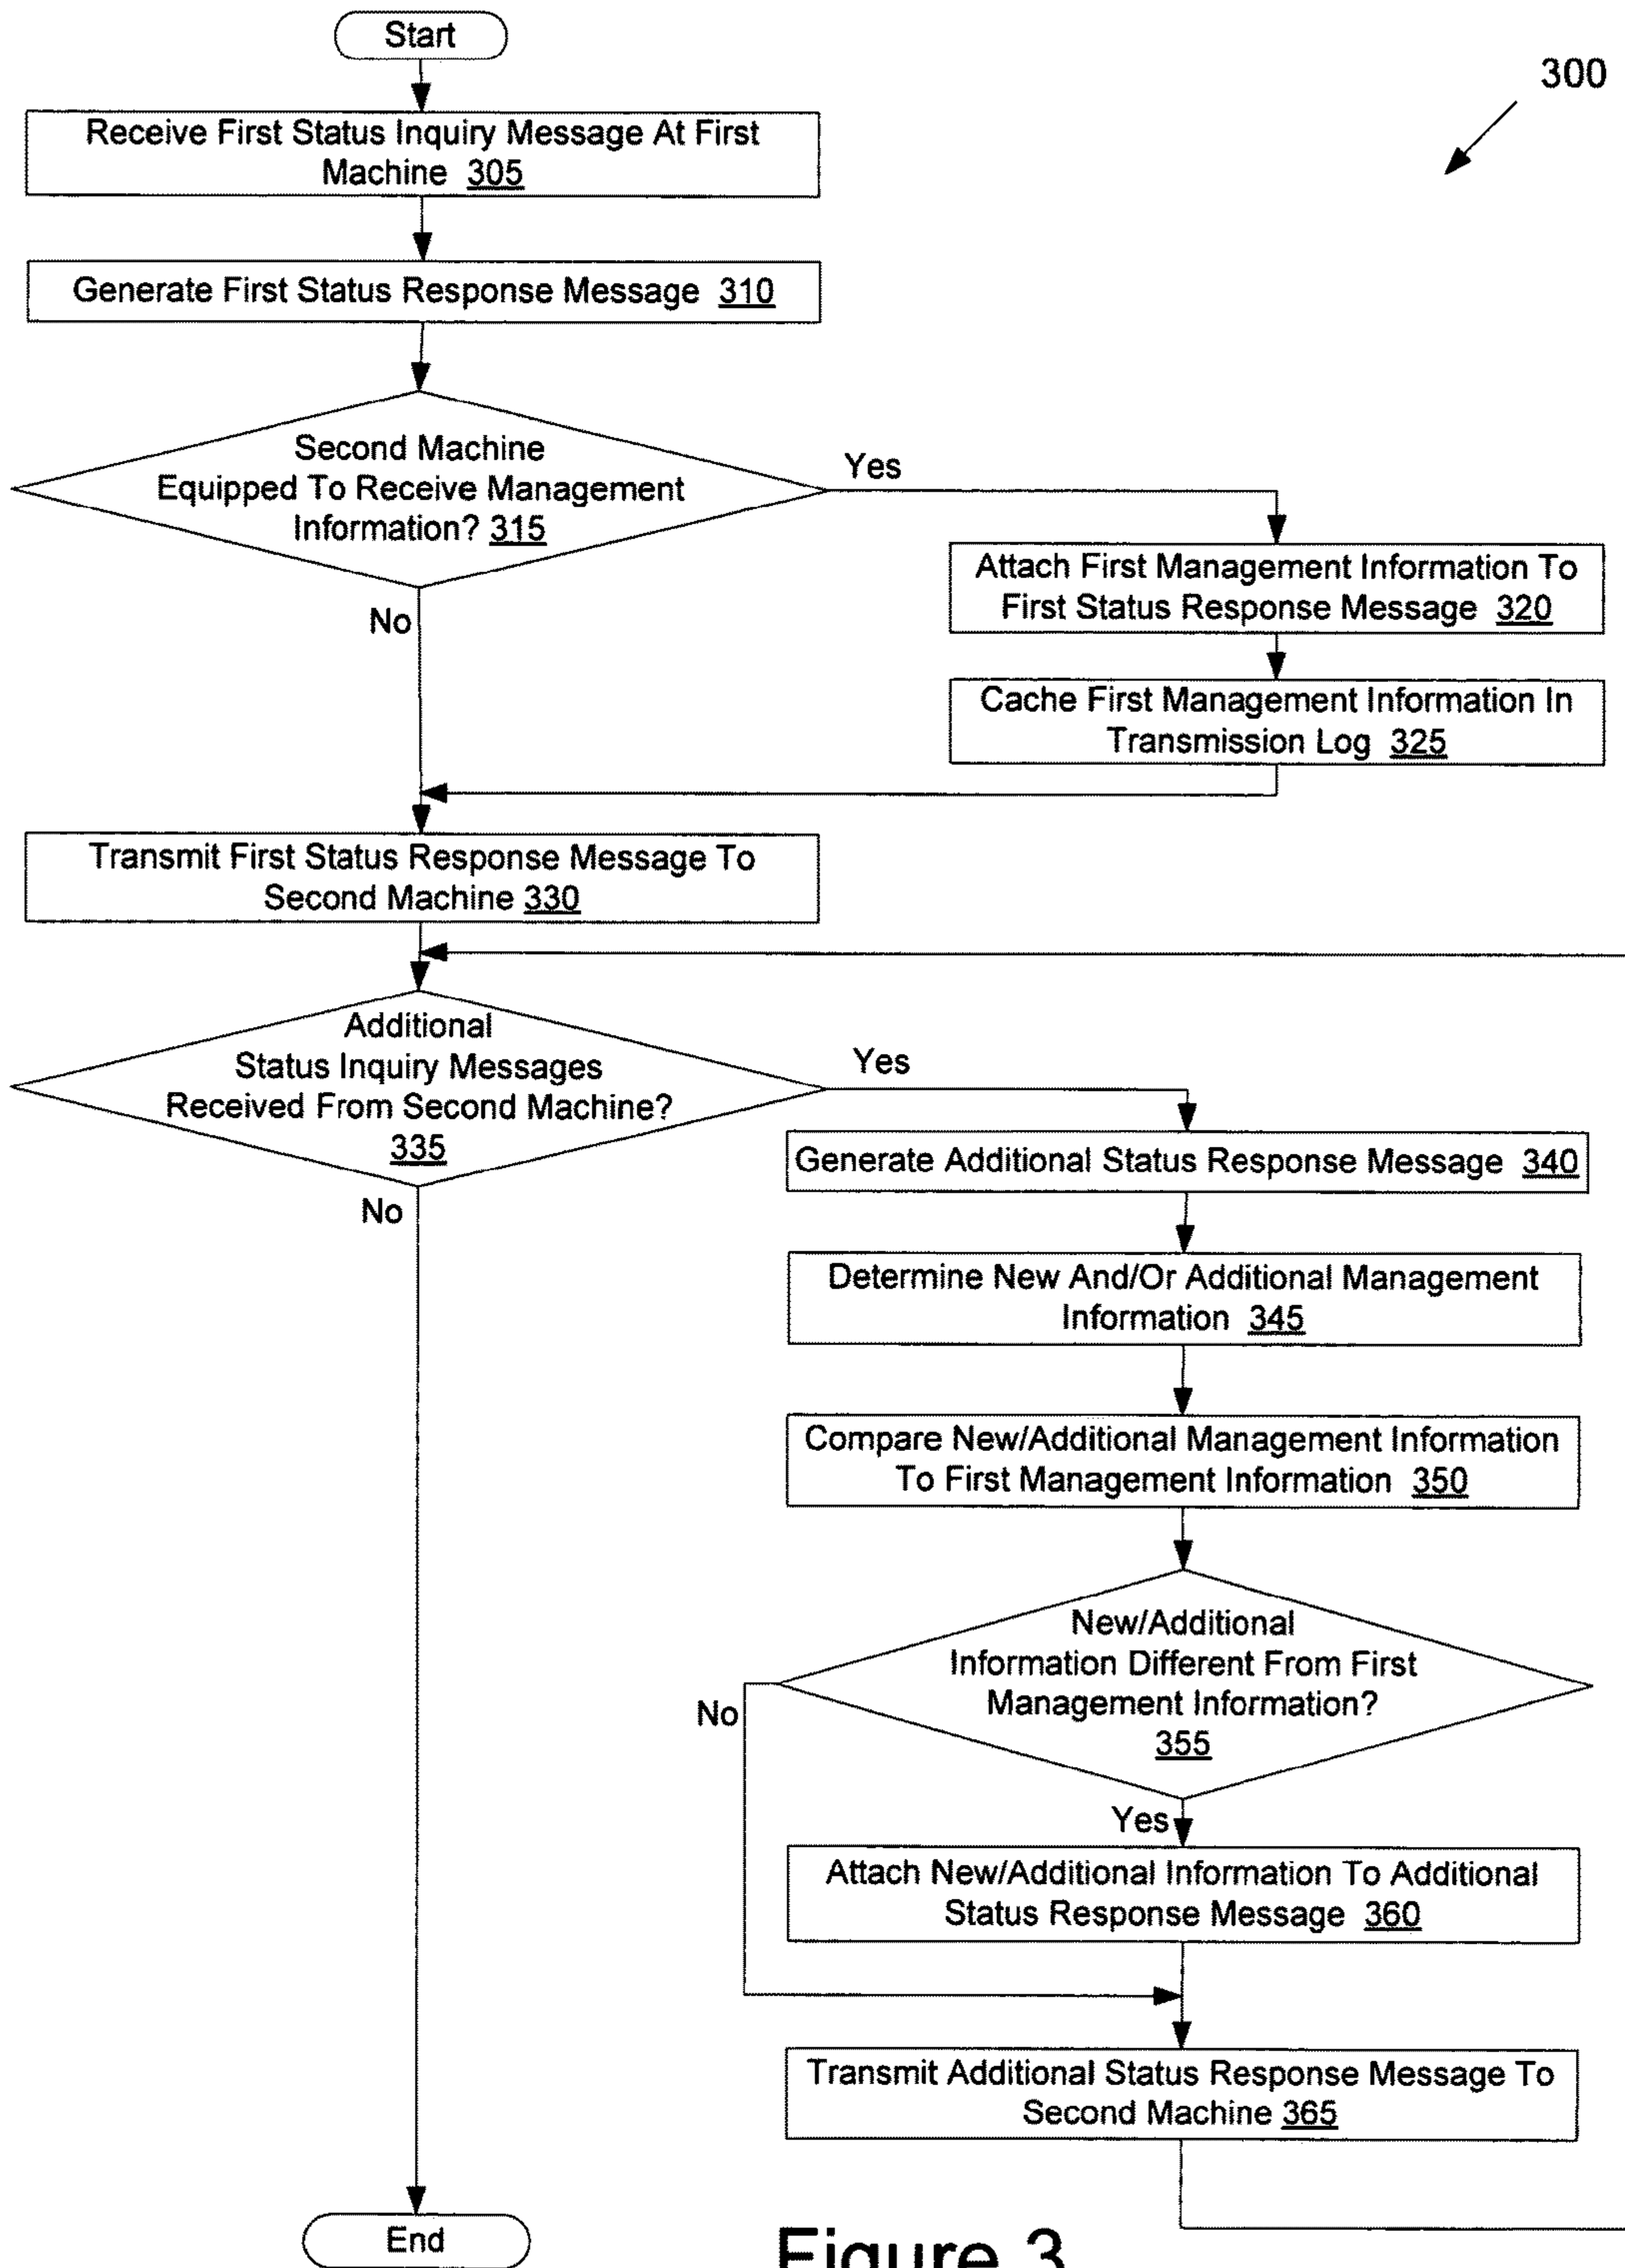 Start
300
Receive First Status Inquiry Message At First
Machine 305
Generate First Status Response Message 310
Second Machine
Equipped To Receive Management
Information? 315
Yes
No
Attach First Management Information To
First Status Response Message 320
Cache First Management Information In
Transmission Log 325
Transmit First Status Response Message To
Second Machine 330
Additional
Status Inquiry Messages
Received From Second Machine?
335
Yes
No
Generate Additional Status Response Message 340
Determine New And/Or Additional Management
Information 345
Compare New/Additional Management Information
To First Management Information 350
New/Additional
Information Different From First
Management Information?
355
No
Yes
Attach New/Additional Information To Additional
Status Response Message 360
Transmit Additional Status Response Message To
Second Machine 365
End
Figure 3